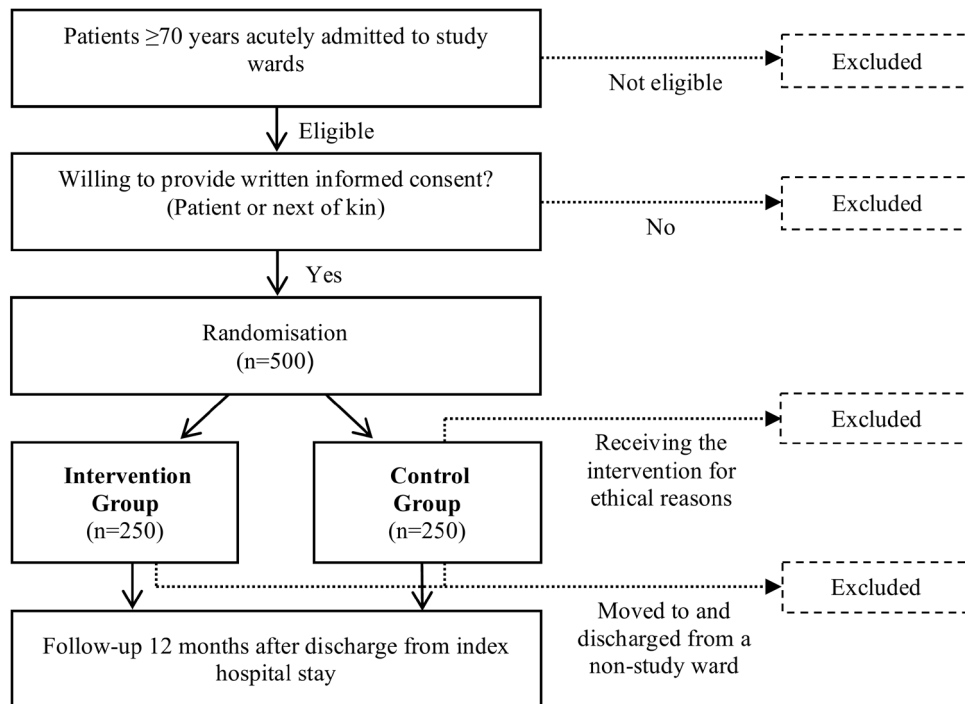 Patients ≥70 years acutely admitted to study
wards
Excluded
Not eligible
Eligible
Willing to provide written informed consent?
(Patient or next of kin)
Excluded
No
Yes
Randomisation
(n=500)
Excluded
Receiving the
intervention for
ethical reasons
Intervention
Group
(n=250)
Control
Group
(n=250)
Excluded
Moved to and
discharged from a
non-study ward
Follow-up 12 months after discharge from index
hospital stay